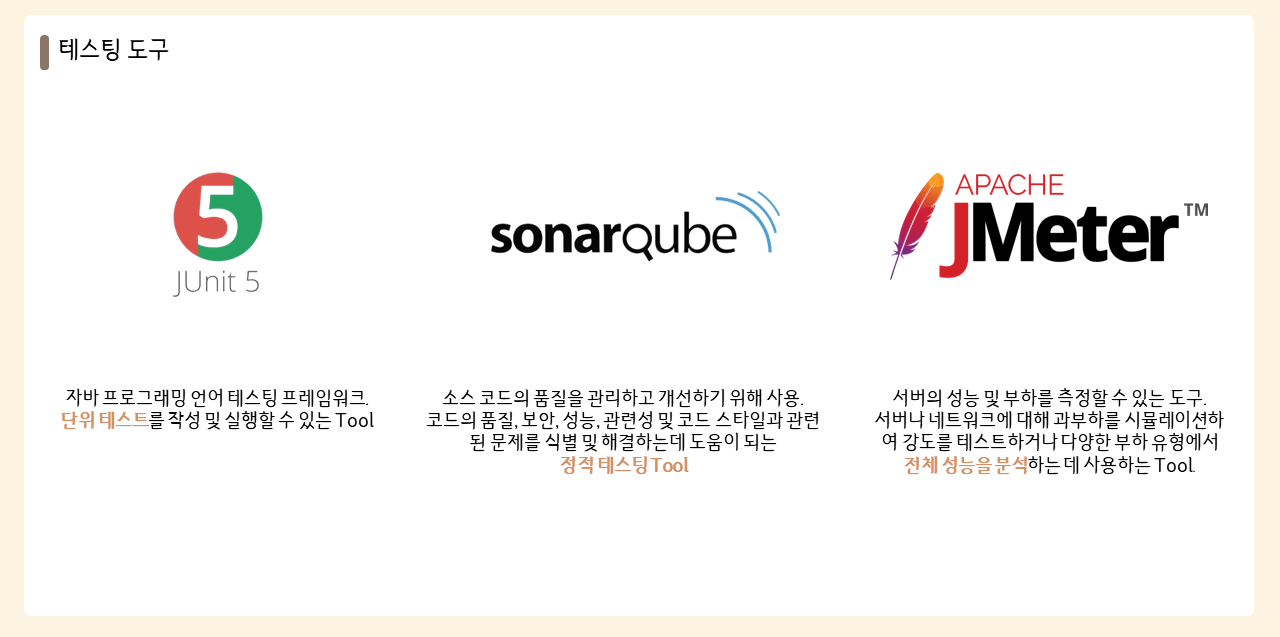 테스팅 도구
5
JUnit 5
sonarqube
APACHE
JMeter™
자바 프로그래밍 언어 테스팅 프레임워크.
단위 테스트를 작성 및 실행할 수 있는 Tool
소스 코드의 품질을 관리하고 개선하기 위해 사용.
코드의 품질, 보안, 성능, 관련성 및 코드 스타일과 관련
된 문제를 식별 및 해결하는데 도움이 되는
정적 테스팅 Tool
서버의 성능 및 부하를 측정할 수 있는 도구.
서버나 네트워크에 대해 과부하를 시뮬레이션하
여 강도를 테스트하거나 다양한 부하 유형에서
전체 성능을 분석하는 데 사용하는 Tool.